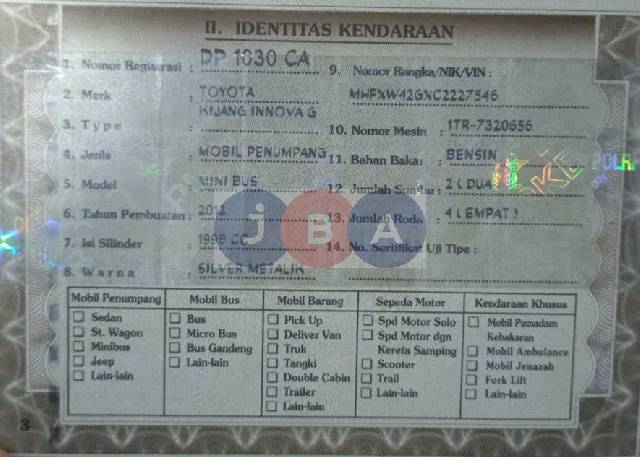 II. IDENTITAS KENDARAAN
1. Nomor Registrasi : DP 1030 CA
2. Merk : TOYOTA
3. Type : KIJANG INNOVA G
4. Jenis : MOBIL PENUMPANG
5. Model : MINI BUS
6. Tahun Pembuatan : 2012
7. Isi Silinder : 1998 CC
8. Warna : SILVER METALIK
9. Nomor Rangka/NIK/VIN :
MHFXW42GXC2227546
10. Nomor Mesin : 1TR-7320656
11. Bahan Bakar : BENSIN
12. Jumlah Sumbu : 2 ( DUA
13. Jumlah Roda : 4 ( EMPAT )
14. No. Sertifikat Uji Tipe :
JBA
Mobil Penumpang
Sedan
St. Wagon
Minibus
Jeep
Lain-lain
Mobil Bus
Bus
Micro Bus
Bus Gandeng
Lain-lain
Mobil Barang
Pick Up
Deliver Van
Truk
Tangki
Double Cabin
Trailer
Lain-lain
Sepeda Motor
Spd Motor Solo
Spd Motor dgn
Kereta Samping
Scooter
Trail
Lain-lain
Kendaraan Khusus
Mobil Pamadam
Kebakaran
Mobil Ambulance
Mobil Jenazah
Fork Lift
Lain-lain
3